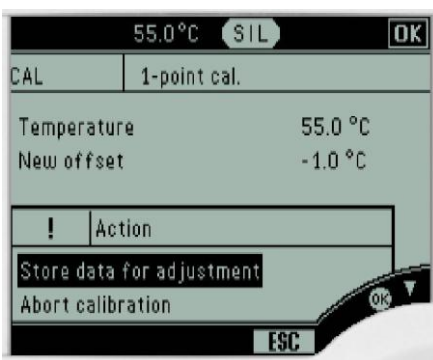 55.0°C SIL OK
CAL 1-point cal.
Temperature 55.0 °C
New offset -1.0 °C
! Action
Store data for adjustment
Abort calibration OK
ESC